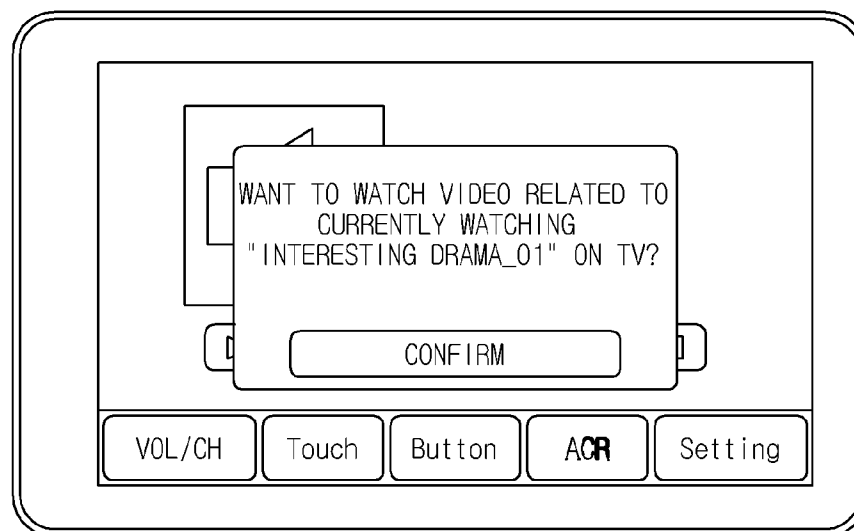 WANT TO WATCH VIDEO RELATED TO
CURRENTLY WATCHING
"INTERESTING DRAMA_01" ON TV?
CONFIRM
VOL/CH Touch Button ACR Setting